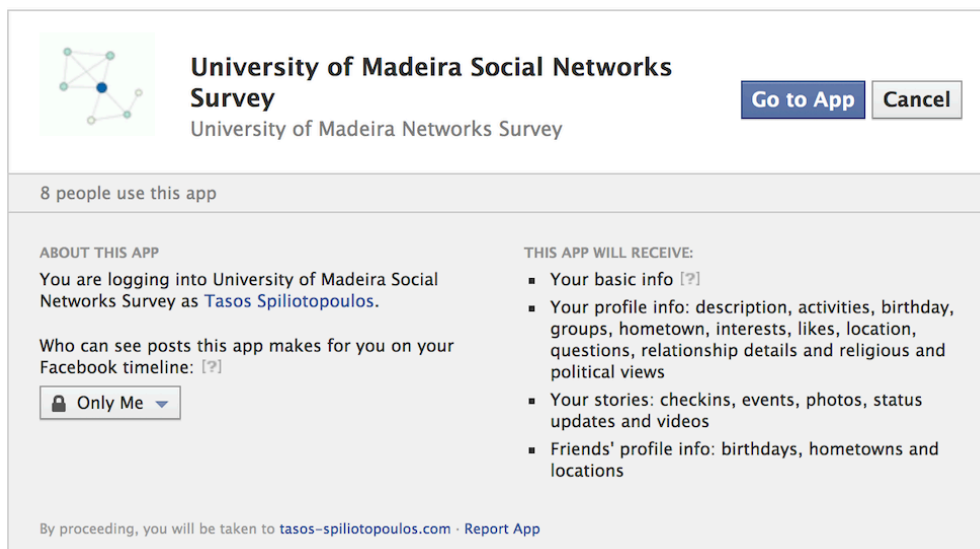 University of Madeira Social Networks
Survey
University of Madeira Networks Survey
Go to App
Cancel
8 people use this app
ABOUT THIS APP
You are logging into University of Madeira Social
Networks Survey as Tasos Spiliotopoulos.
Who can see posts this app makes for you on your
Facebook timeline: [?]
Only Me
THIS APP WILL RECEIVE:
▪ Your basic info [?]
▪ Your profile info: description, activities, birthday,
groups, hometown, interests, likes, location,
questions, relationship details and religious and
political views
▪ Your stories: checkins, events, photos, status
updates and videos
▪ Friends' profile info: birthdays, hometowns and
locations
By proceeding, you will be taken to tasos-spiliotopoulos.com · Report App